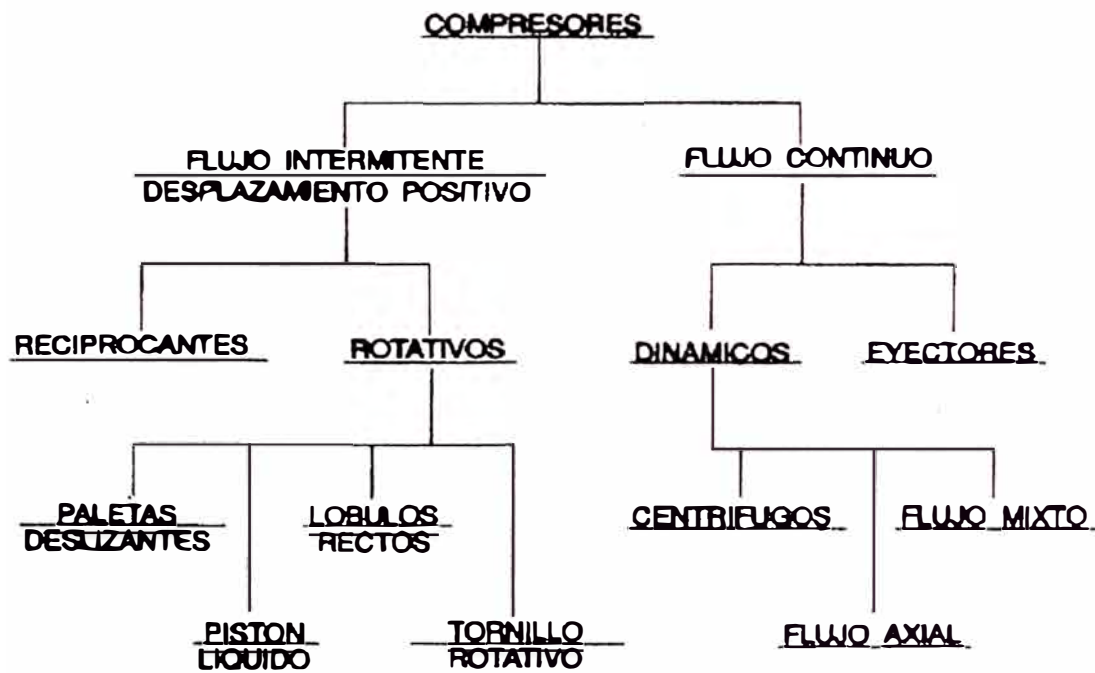 COMPRESORES
FLUJO INTERMITENTE
DESPLAZAMIENTO POSITIVO
FLUJO CONTINUO
RECIPROCANTES
ROTATIVOS
DINAMICOS
EYECTORES
PALETAS
DESLIZANTES
LOBULOS
RECTOS
CENTRIFUGOS
FLUJO MIXTO
PISTON
LIQUIDO
TORNILLO
ROTATIVO
FLUJO AXIAL